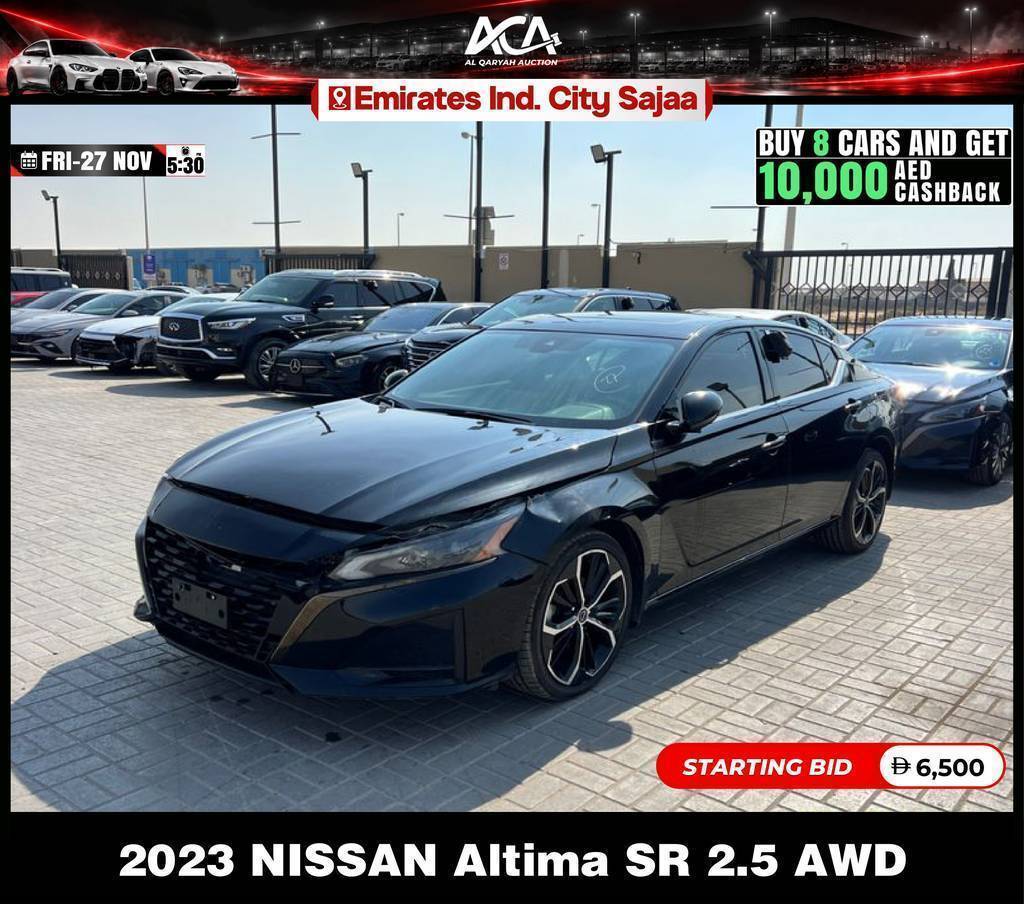 ACA
AL QARYAH AUCTION
Emirates Ind. City Sajaa
FRI-27 NOV 5:30
BUY 8 CARS AND GET
10,000 AED CASHBACK
STARTING BID 6,500
2023 NISSAN Altima SR 2.5 AWD